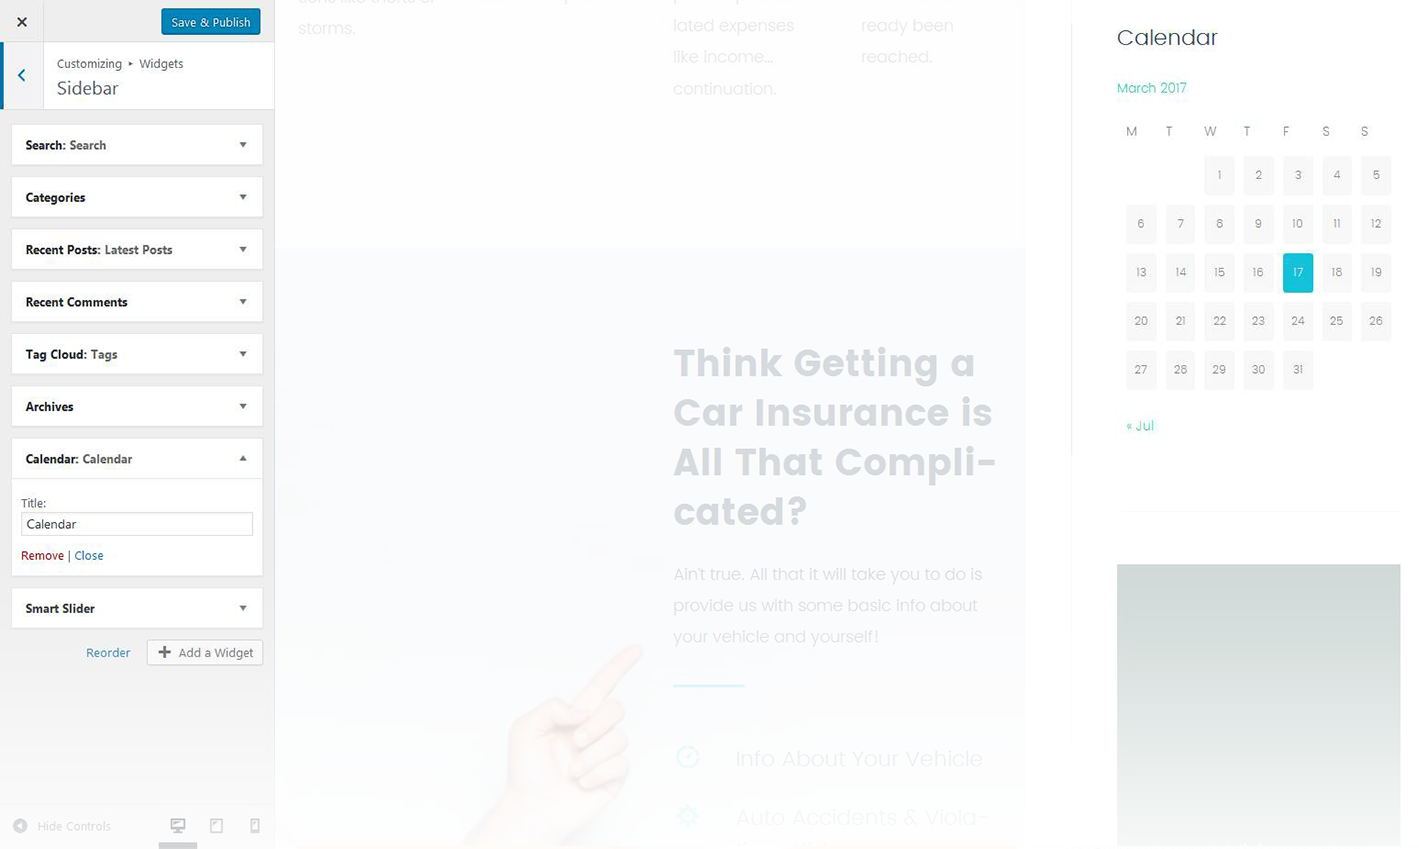 Save & Publish
Customizing ▸ Widgets
Sidebar
Search: Search
Categories
Recent Posts: Latest Posts
Recent Comments
Tag Cloud: Tags
Archives
Calendar: Calendar
Title:
Calendar
Remove | Close
Smart Slider
Reorder
Add a Widget
Hide Controls
storms.
lated expenses
like income...
continuation.
ready been
reached.
Think Getting a
Car Insurance is
All That Compli-
cated?
Ain't true. All that it will take you to do is
provide us with some basic info about
your vehicle and yourself!
Info About Your Vehicle
Auto Accidents & Viola-
Calendar
March 2017
M T W T F S S
1 2 3 4 5
6 7 8 9 10 11 12
13 14 15 16 17 18 19
20 21 22 23 24 25 26
27 28 29 30 31
« Jul